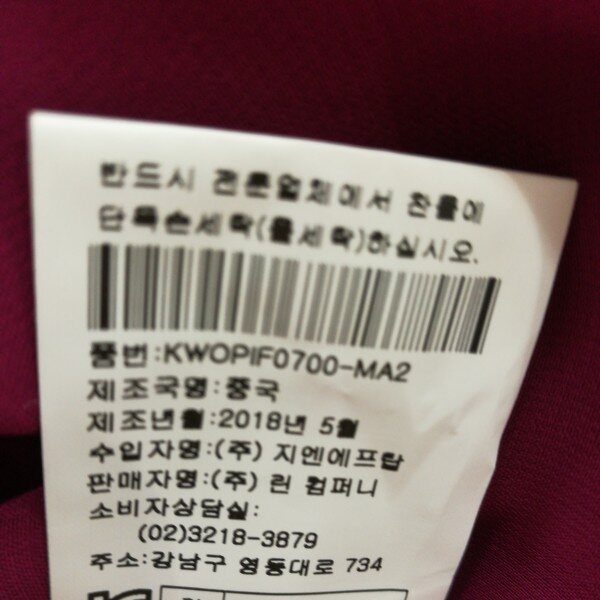 반드시 전문업체에서 찬물에
단독손세탁(물세탁)하십시오.
품번:KWOPIF0700-MA2
제조국명:중국
제조년월:2018년 5월
수입자명:(주) 지엔에프랍
판매자명:(주) 린 컴퍼니
소비자상담실:
(02)3218-3879
주소:강남구 영동대로 734